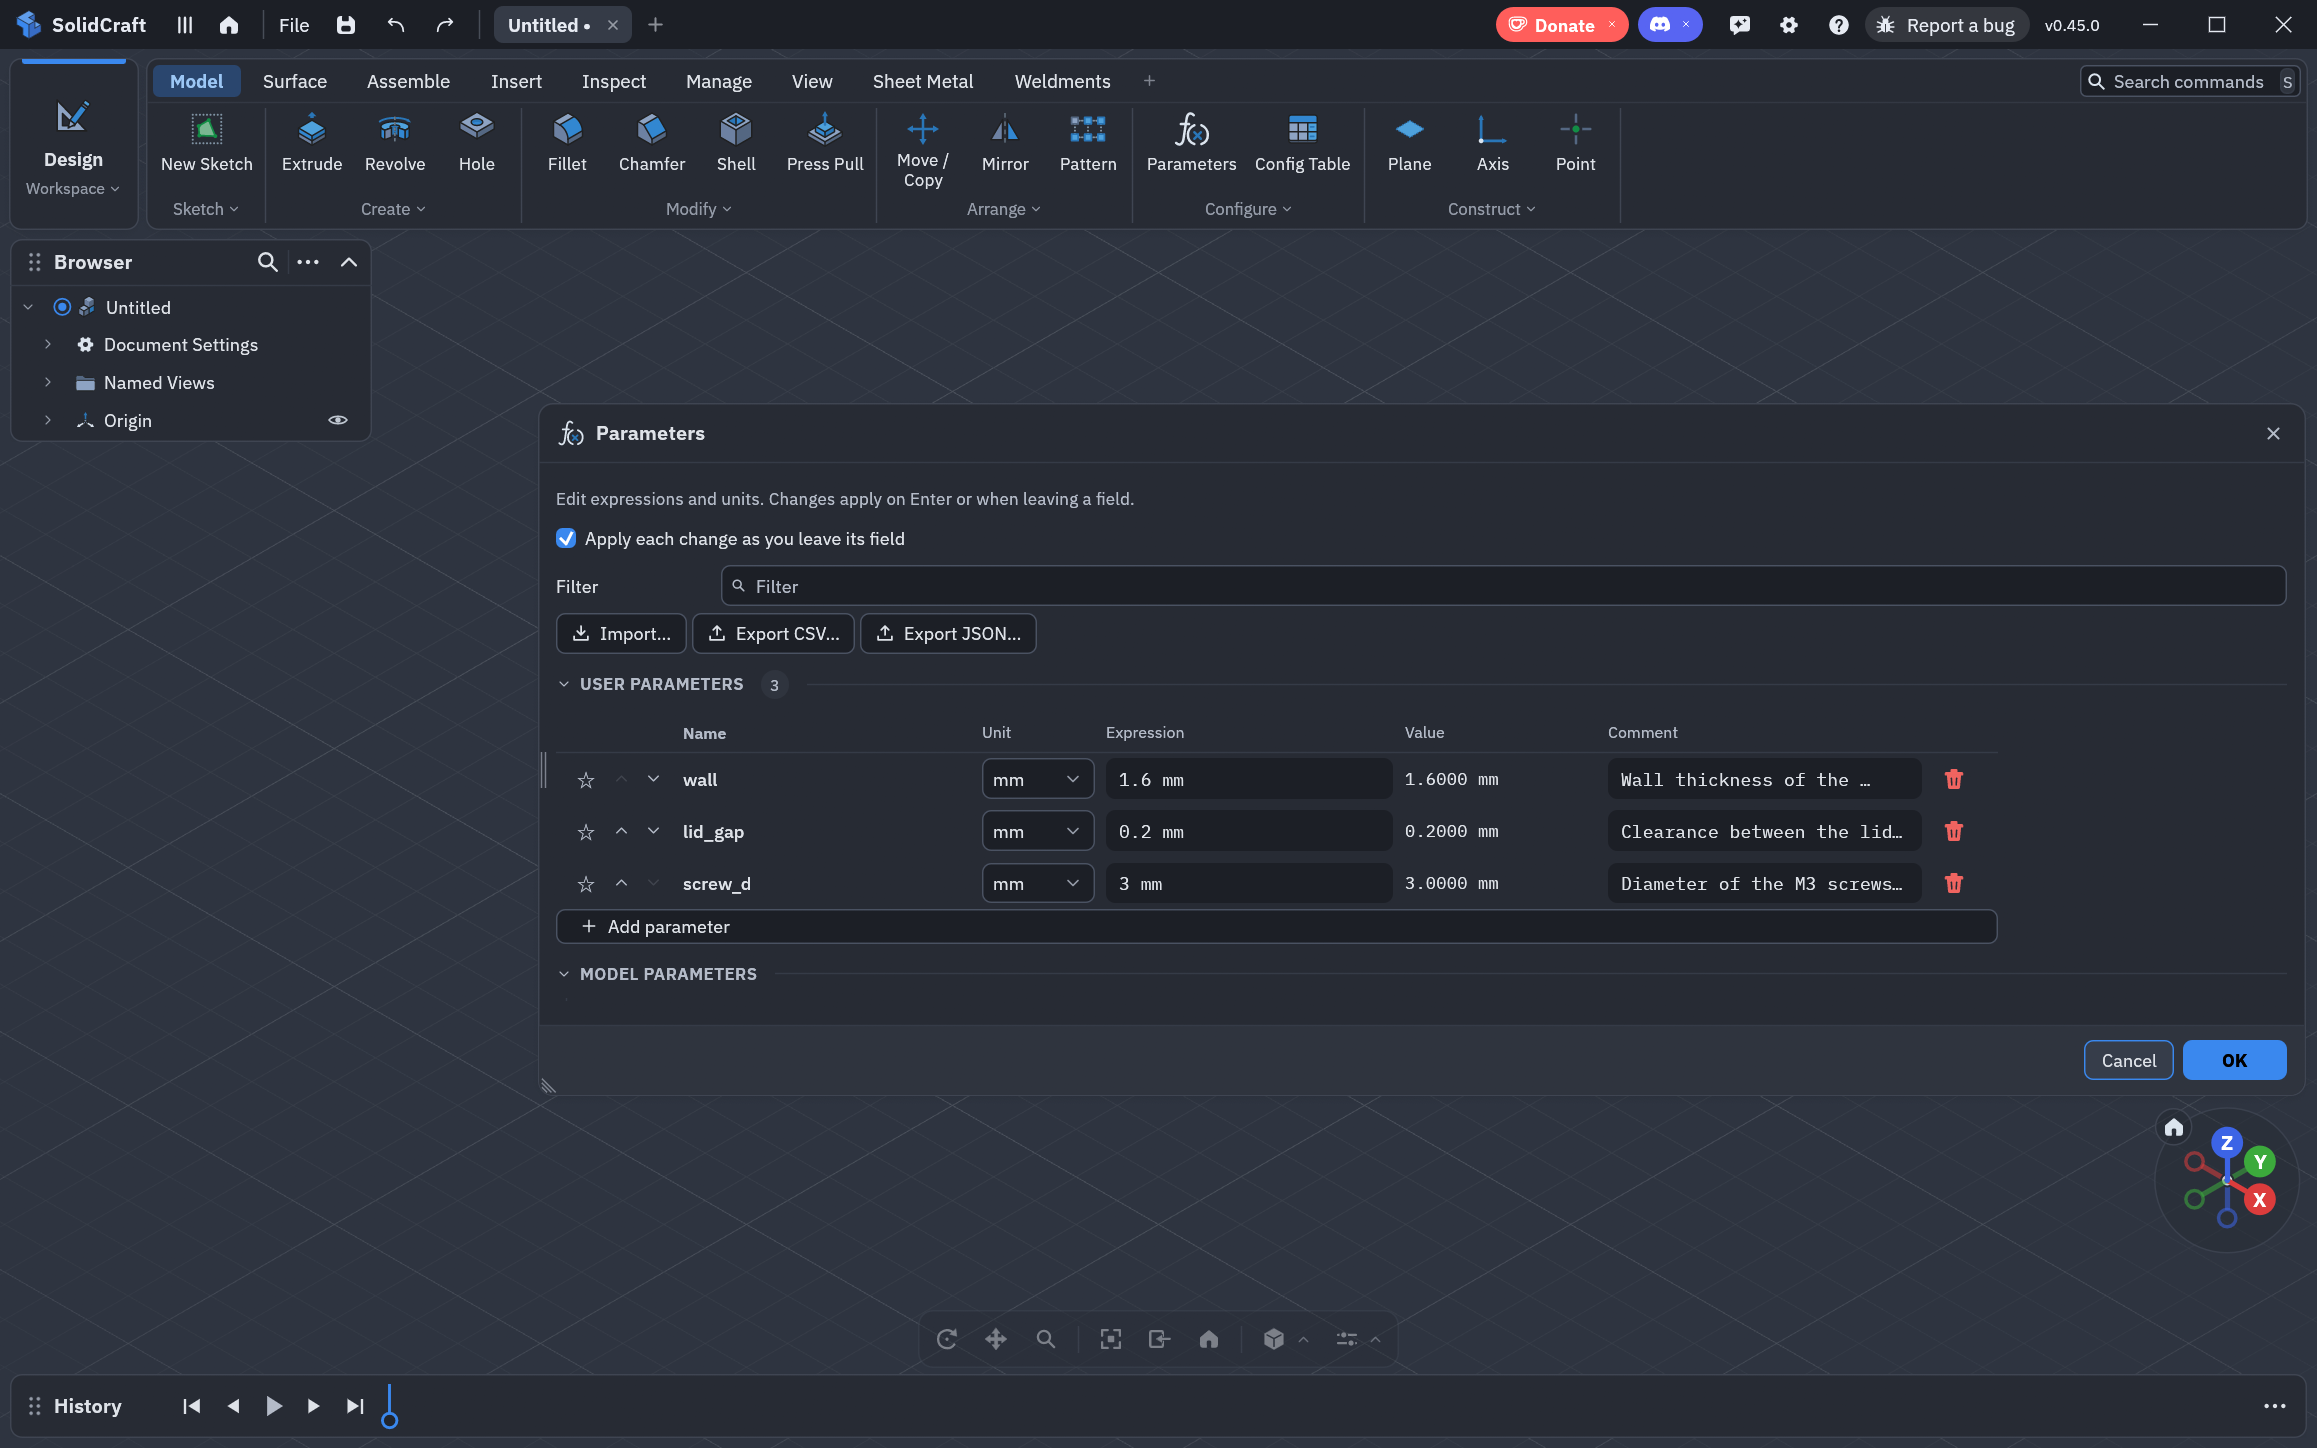 SolidCraft File Untitled • Donate Report a bug v0.45.0
Design
Workspace
Model Surface Assemble Insert Inspect Manage View Sheet Metal Weldments Search commands S
New Sketch Extrude Revolve Hole Fillet Chamfer Shell Press Pull Move / Copy Mirror Pattern Parameters Config Table Plane Axis Point
Sketch Create Modify Arrange Configure Construct
Browser
Untitled
Document Settings
Named Views
Origin
Parameters
Edit expressions and units. Changes apply on Enter or when leaving a field.
Apply each change as you leave its field
Filter Filter
Import... Export CSV... Export JSON...
USER PARAMETERS 3
Name Unit Expression Value Comment
wall mm 1.6 mm 1.6000 mm Wall thickness of the …
lid_gap mm 0.2 mm 0.2000 mm Clearance between the lid…
screw_d mm 3 mm 3.0000 mm Diameter of the M3 screws…
Add parameter
MODEL PARAMETERS
Cancel OK
Z
Y
X
History